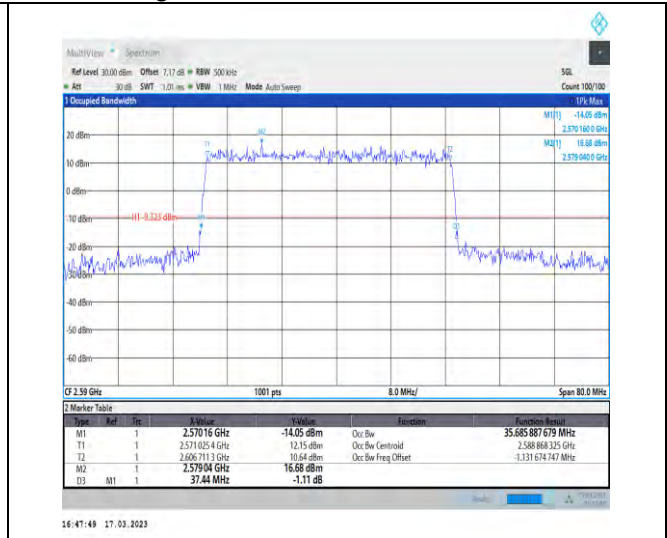 MultiView Spectrum
Ref Level 30.00 dBm Offset 7.17 dB RBW 500 kHz SGL
Att 30 dB SWT 1.01 ms VBW 1 MHz Mode Auto Sweep Count 100/100
1 Occupied Bandwidth 1Pk Max
M1[1] -14.05 dBm
2.570 160 0 GHz
M2[1] 16.68 dBm
2.579 040 0 GHz
20 dBm
M2
T1
T2
10 dBm
0 dBm
-10 dBm
H1 -9.323 dBm
-20 dBm
-30 dBm
-40 dBm
-50 dBm
-60 dBm
CF 2.59 GHz 1001 pts 8.0 MHz/ Span 80.0 MHz
2 Marker Table
Type Ref Trc X-Value Y-Value Function Function Result
M1 1 2.570 16 GHz -14.05 dBm Occ Bw 35.685 887 679 MHz
T1 1 2.571 025 4 GHz 12.15 dBm Occ Bw Centroid 2.588 868 325 GHz
T2 1 2.606 711 3 GHz 10.64 dBm Occ Bw Freq Offset -1.131 674 747 MHz
M2 1 2.579 04 GHz 16.68 dBm
D3 M1 1 37.44 MHz -1.11 dB
16:47:49 17.03.2023